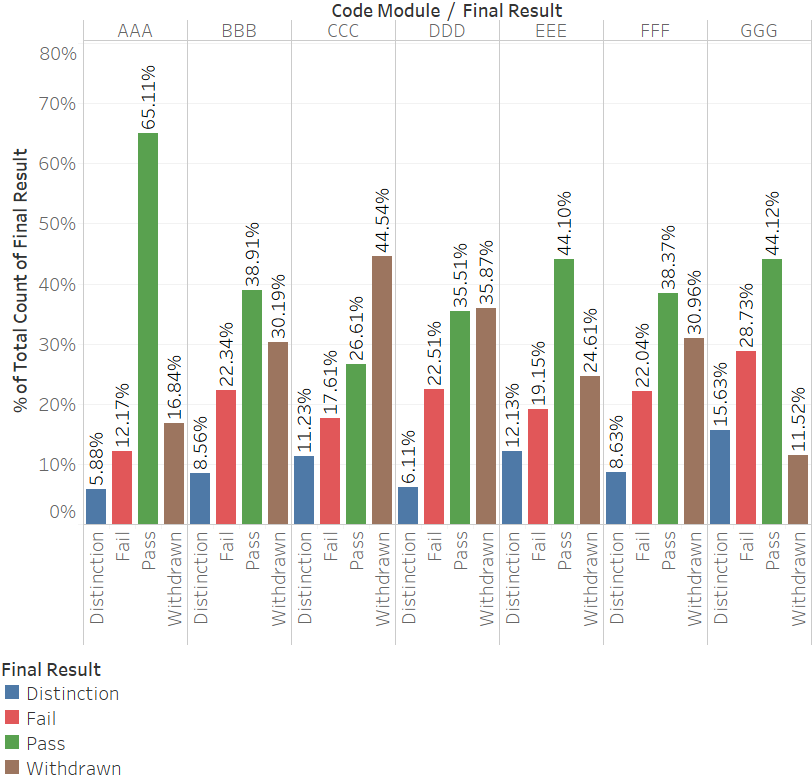 Code Module / Final Result
AAA BBB CCC DDD EEE FFF GGG
% of Total Count of Final Result
80%
70%
60%
50%
40%
30%
20%
10%
0%
5.88% 12.17% 65.11% 16.84%
8.56% 22.34% 38.91% 30.19%
11.23% 17.61% 26.61% 44.54%
6.11% 22.51% 35.51% 35.87%
12.13% 19.15% 44.10% 24.61%
8.63% 22.04% 38.37% 30.96%
15.63% 28.73% 44.12% 11.52%
Distinction Fail Pass Withdrawn Distinction Fail Pass Withdrawn Distinction Fail Pass Withdrawn Distinction Fail Pass Withdrawn Distinction Fail Pass Withdrawn Distinction Fail Pass Withdrawn Distinction Fail Pass Withdrawn
Final Result
Distinction
Fail
Pass
Withdrawn